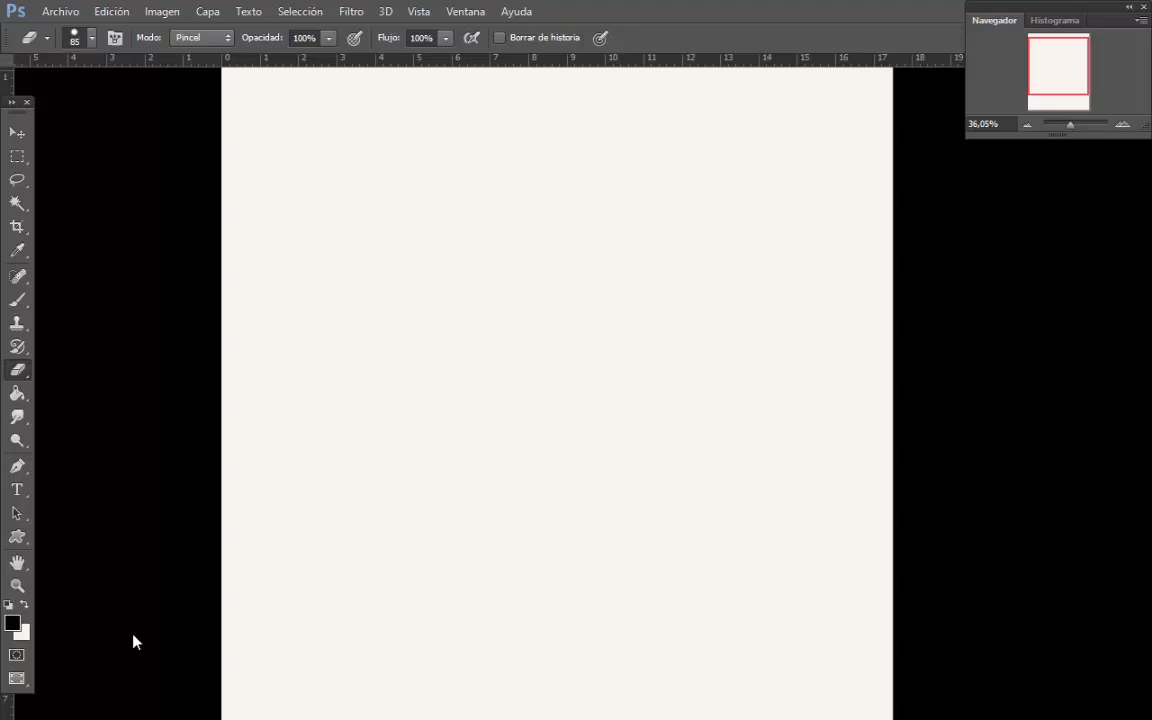 Ps Archivo Edición Imagen Capa Texto Selección Filtro 3D Vista Ventana Ayuda
85 Modo: Pincel Opacidad: 100% Flujo: 100% Borrar de historia
5 4 3 2 1 0 1 2 3 4 5 6 7 8 9 10 11 12 13 14 15 16 17 18 19
Navegador Histograma
36,05%
1
T
7